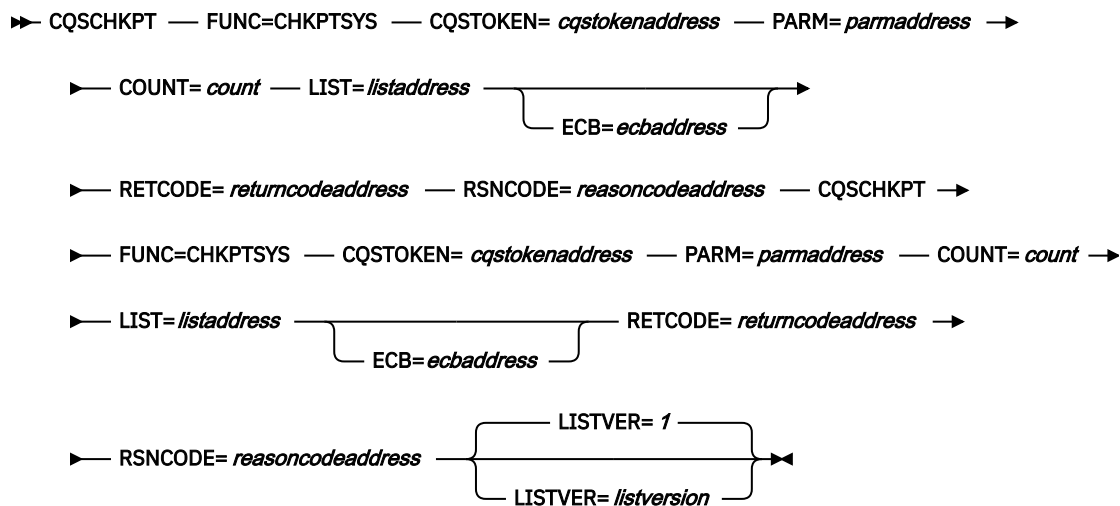 CQSCHKPT FUNC=CHKPTSYS CQSTOKEN= cqstokenaddress PARM= parmaddress
COUNT= count LIST= listaddress
ECB= ecbaddress
RETCODE= returncodeaddress RSNCODE= reasoncodeaddress CQSCHKPT
FUNC=CHKPTSYS CQSTOKEN= cqstokenaddress PARM= parmaddress COUNT= count
LIST= listaddress RETCODE= returncodeaddress
ECB= ecbaddress
LISTVER= 1
RSNCODE= reasoncodeaddress
LISTVER= listversion